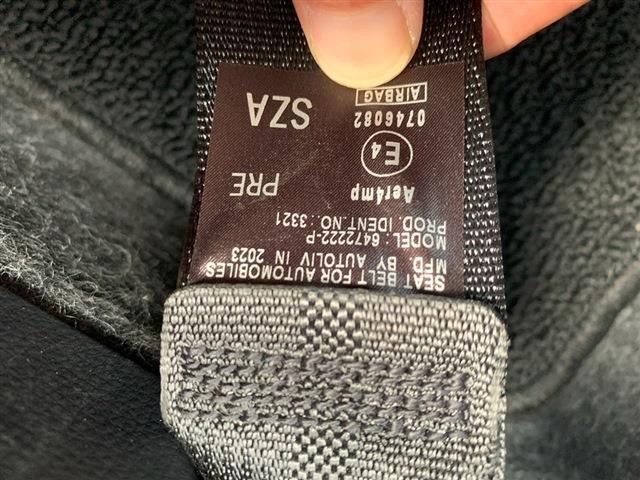 SEAT BELT FOR AUTOMOBILES
MFD. BY AUTOLIV IN 2023
MODEL : 6472222-P
PROD. IDENT.NO.: 3321
Aer4mp
PRE
E4
0746082
SZA
AIRBAG